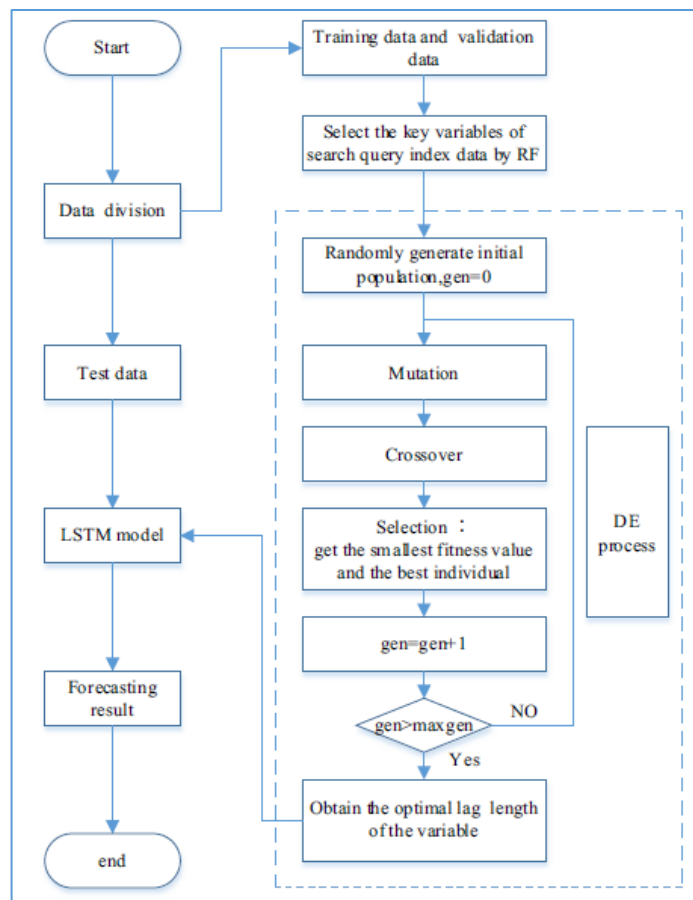 Start
Training data and validation
data
Select the key variables of
search query index data by RF
Data division
Randomly generate initial
population,gen=0
Test data
Mutation
Crossover
LSTM model
Selection：
get the smallest fitness value
and the best individual
DE
process
gen=gen+1
Forecasting
result
gen>maxgen
NO
Yes
Obtain the optimal lag length
of the variable
end